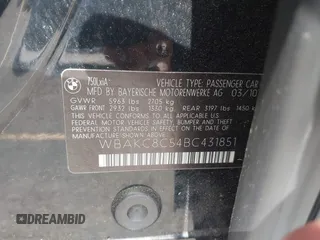 750LxiA
VEHICLE TYPE: PASSENGER CAR
MFD BY BAYERISCHE MOTORENWERKE AG 03/10
GVWR 5963 lbs 2705 kg
GAW FRONT 2932 lbs 1330 kg REAR 3197 lbs 1450 kg
THIS VEHICLE CONFORMS TO ALL APPLICABLE
FEDERAL MOTOR VEHICLE SAFETY, BUMPER, AND
THEFT PREVENTION STANDARDS IN EFFECT ON THE
DATE OF MANUFACTURE SHOWN ABOVE.
WBAKC8C54BC431851
DREAMBID